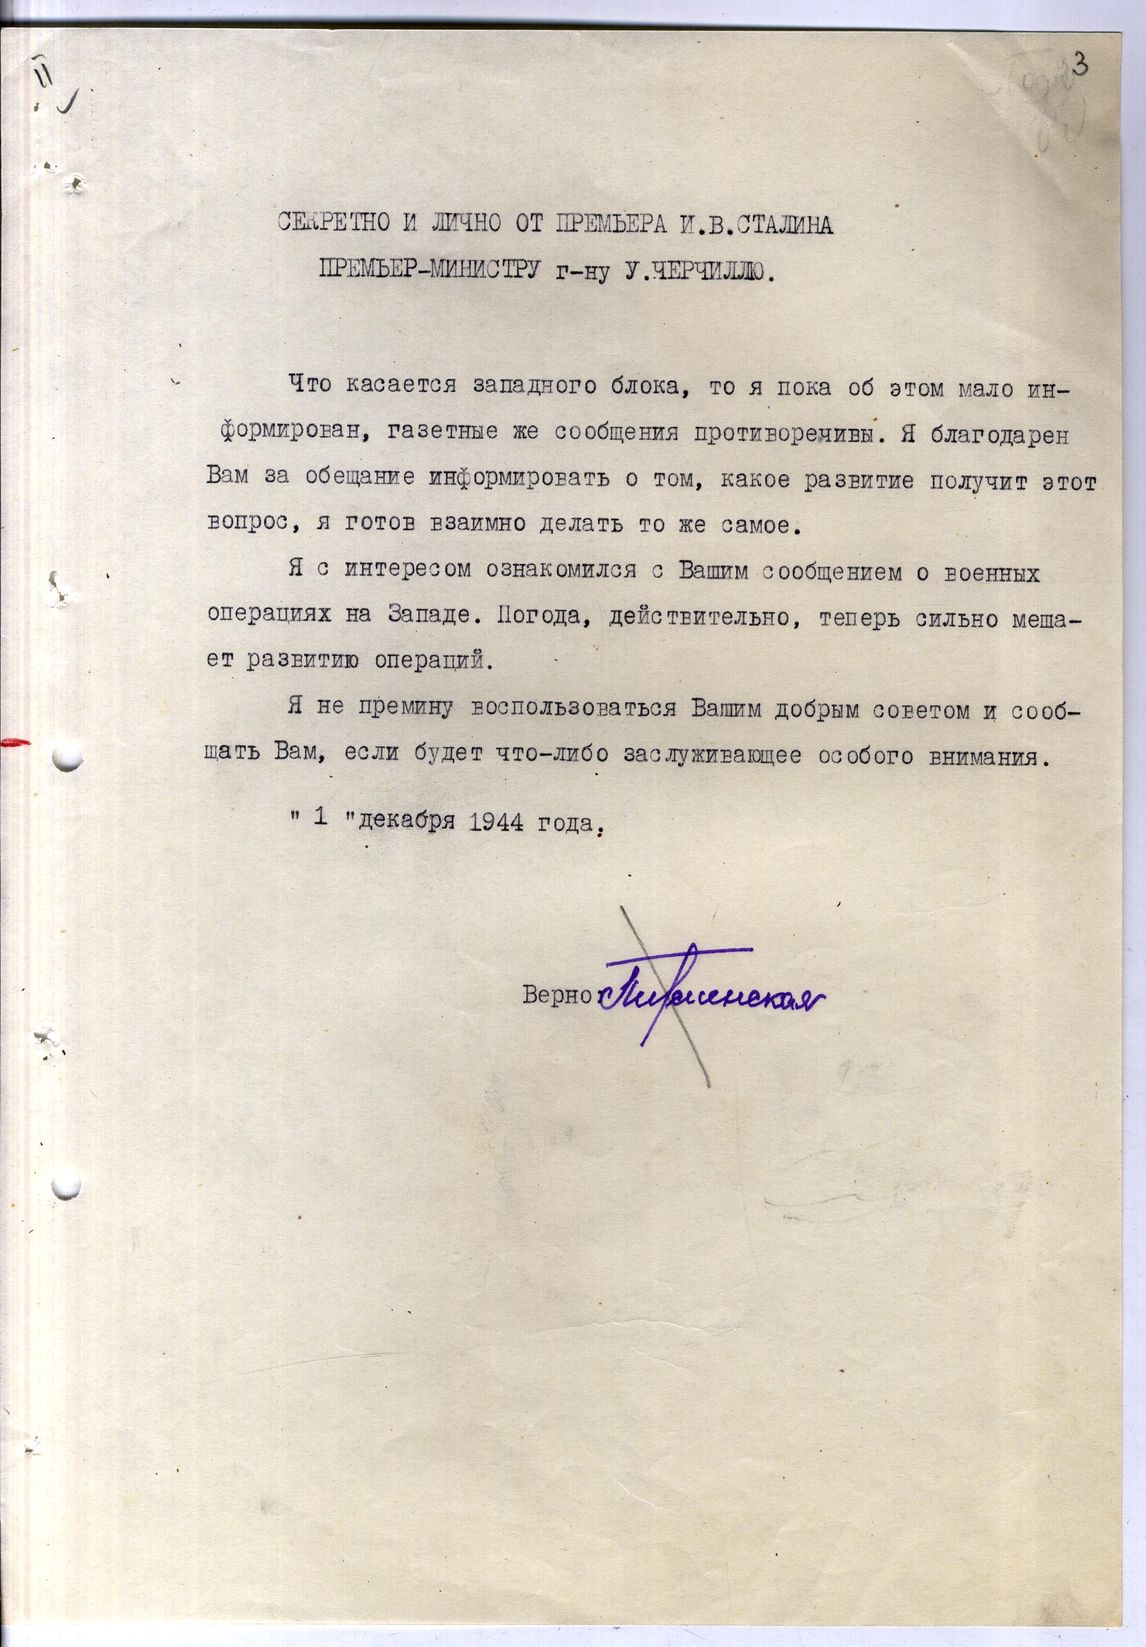 3
II
СЕКРЕТНО И ЛИЧНО ОТ ПРЕМЬЕРА И.В.СТАЛИНА
ПРЕМЬЕР-МИНИСТРУ г-ну У.ЧЕРЧИЛЛЮ.
Что касается западного блока, то я пока об этом мало ин-
формирован, газетные же сообщения противоречивы. Я благодарен
Вам за обещание информировать о том, какое развитие получит этот
вопрос, я готов взаимно делать то же самое.
Я с интересом ознакомился с Вашим сообщением о военных
операциях на Западе. Погода, действительно, теперь сильно меша-
ет развитию операций.
Я не премину воспользоваться Вашим добрым советом и сооб-
щать Вам, если будет что-либо заслуживающее особого внимания.
" 1 "декабря 1944 года.
Верно: